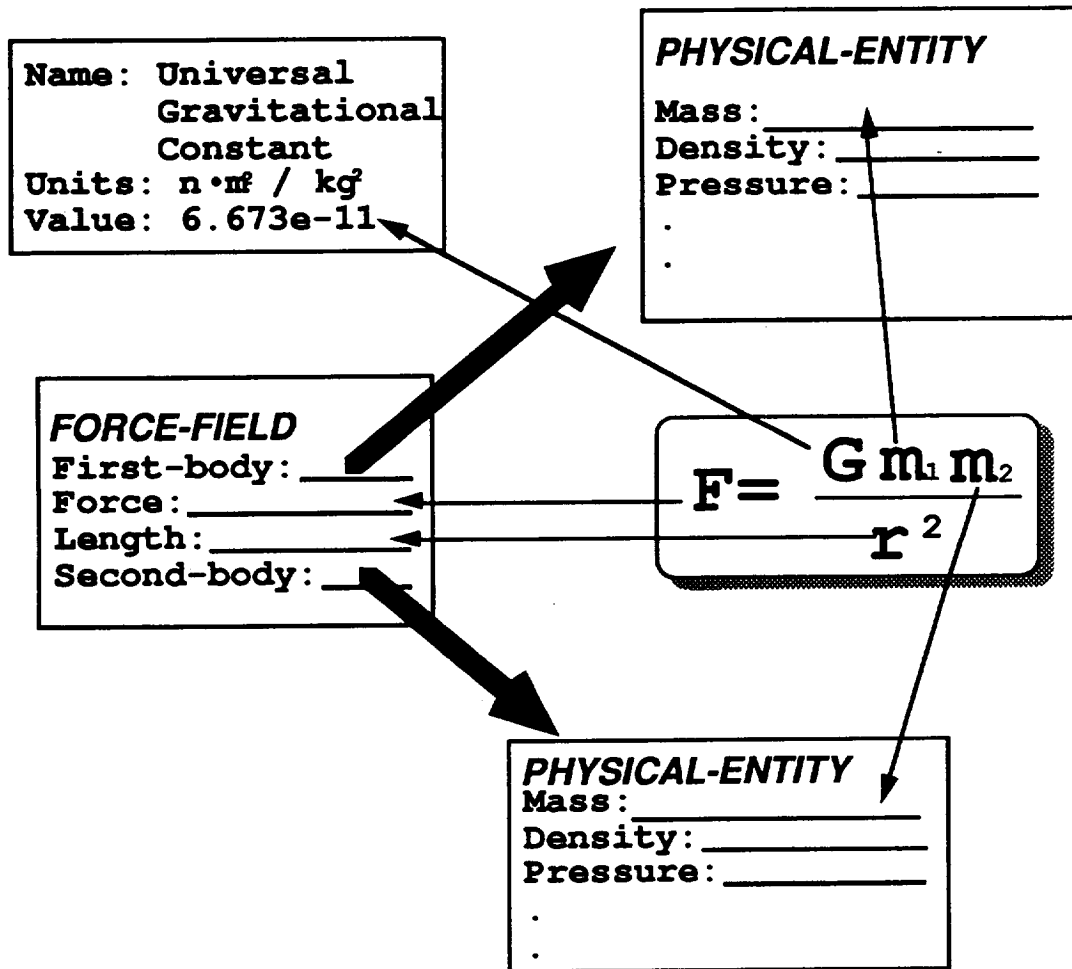 Name: Universal
Gravitational
Constant
Units: n•m² / kg²
Value: 6.673e-11
PHYSICAL-ENTITY
Mass:
Density:
Pressure:
.
.
FORCE-FIELD
First-body:
Force:
Length:
Second-body:
F= G m₁ m₂
r²
PHYSICAL-ENTITY
Mass:
Density:
Pressure:
.
.